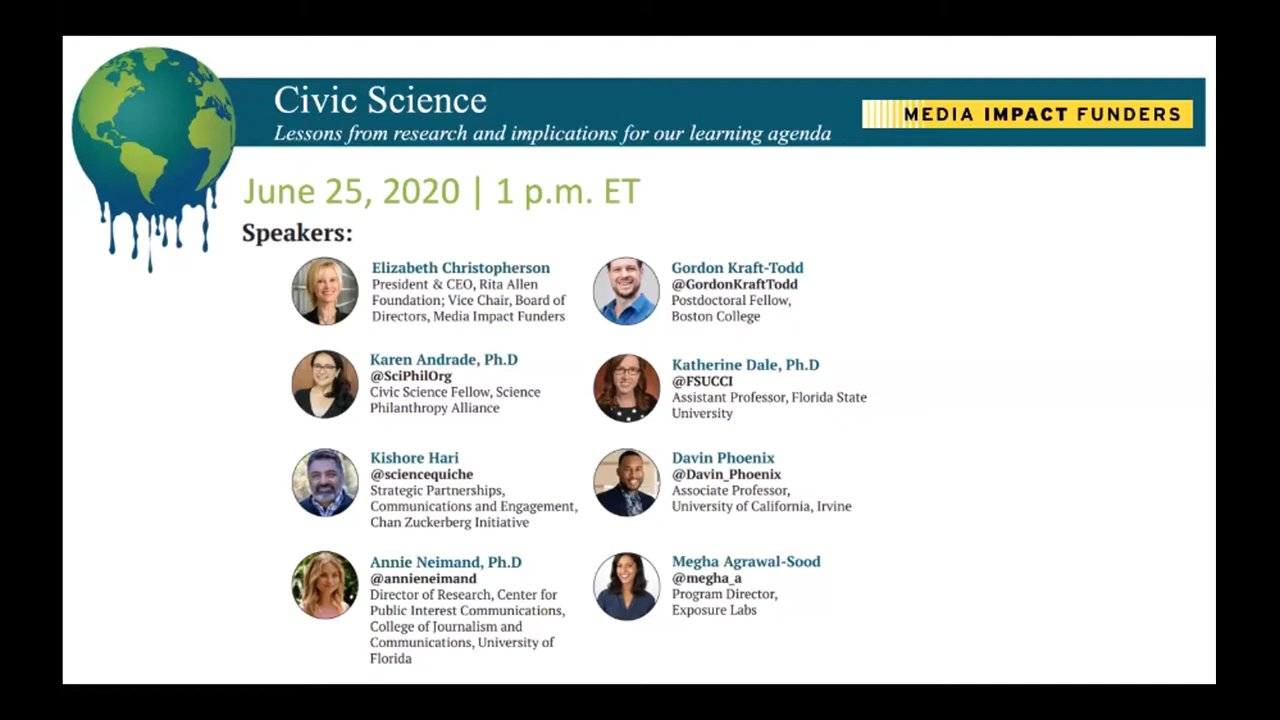 Civic Science
Lessons from research and implications for our learning agenda
MEDIA IMPACT FUNDERS
June 25, 2020 | 1 p.m. ET
Speakers:
Elizabeth Christopherson
President & CEO, Rita Allen
Foundation; Vice Chair, Board of
Directors, Media Impact Funders
Karen Andrade, Ph.D
@SciPhilOrg
Civic Science Fellow, Science
Philanthropy Alliance
Kishore Hari
@sciencequiche
Strategic Partnerships,
Communications and Engagement,
Chan Zuckerberg Initiative
Annie Neimand, Ph.D
@annieneimand
Director of Research, Center for
Public Interest Communications,
College of Journalism and
Communications, University of
Florida
Gordon Kraft-Todd
@GordonKraftTodd
Postdoctoral Fellow,
Boston College
Katherine Dale, Ph.D
@FSUCCI
Assistant Professor, Florida State
University
Davin Phoenix
@Davin_Phoenix
Associate Professor,
University of California, Irvine
Megha Agrawal-Sood
@megha_a
Program Director,
Exposure Labs